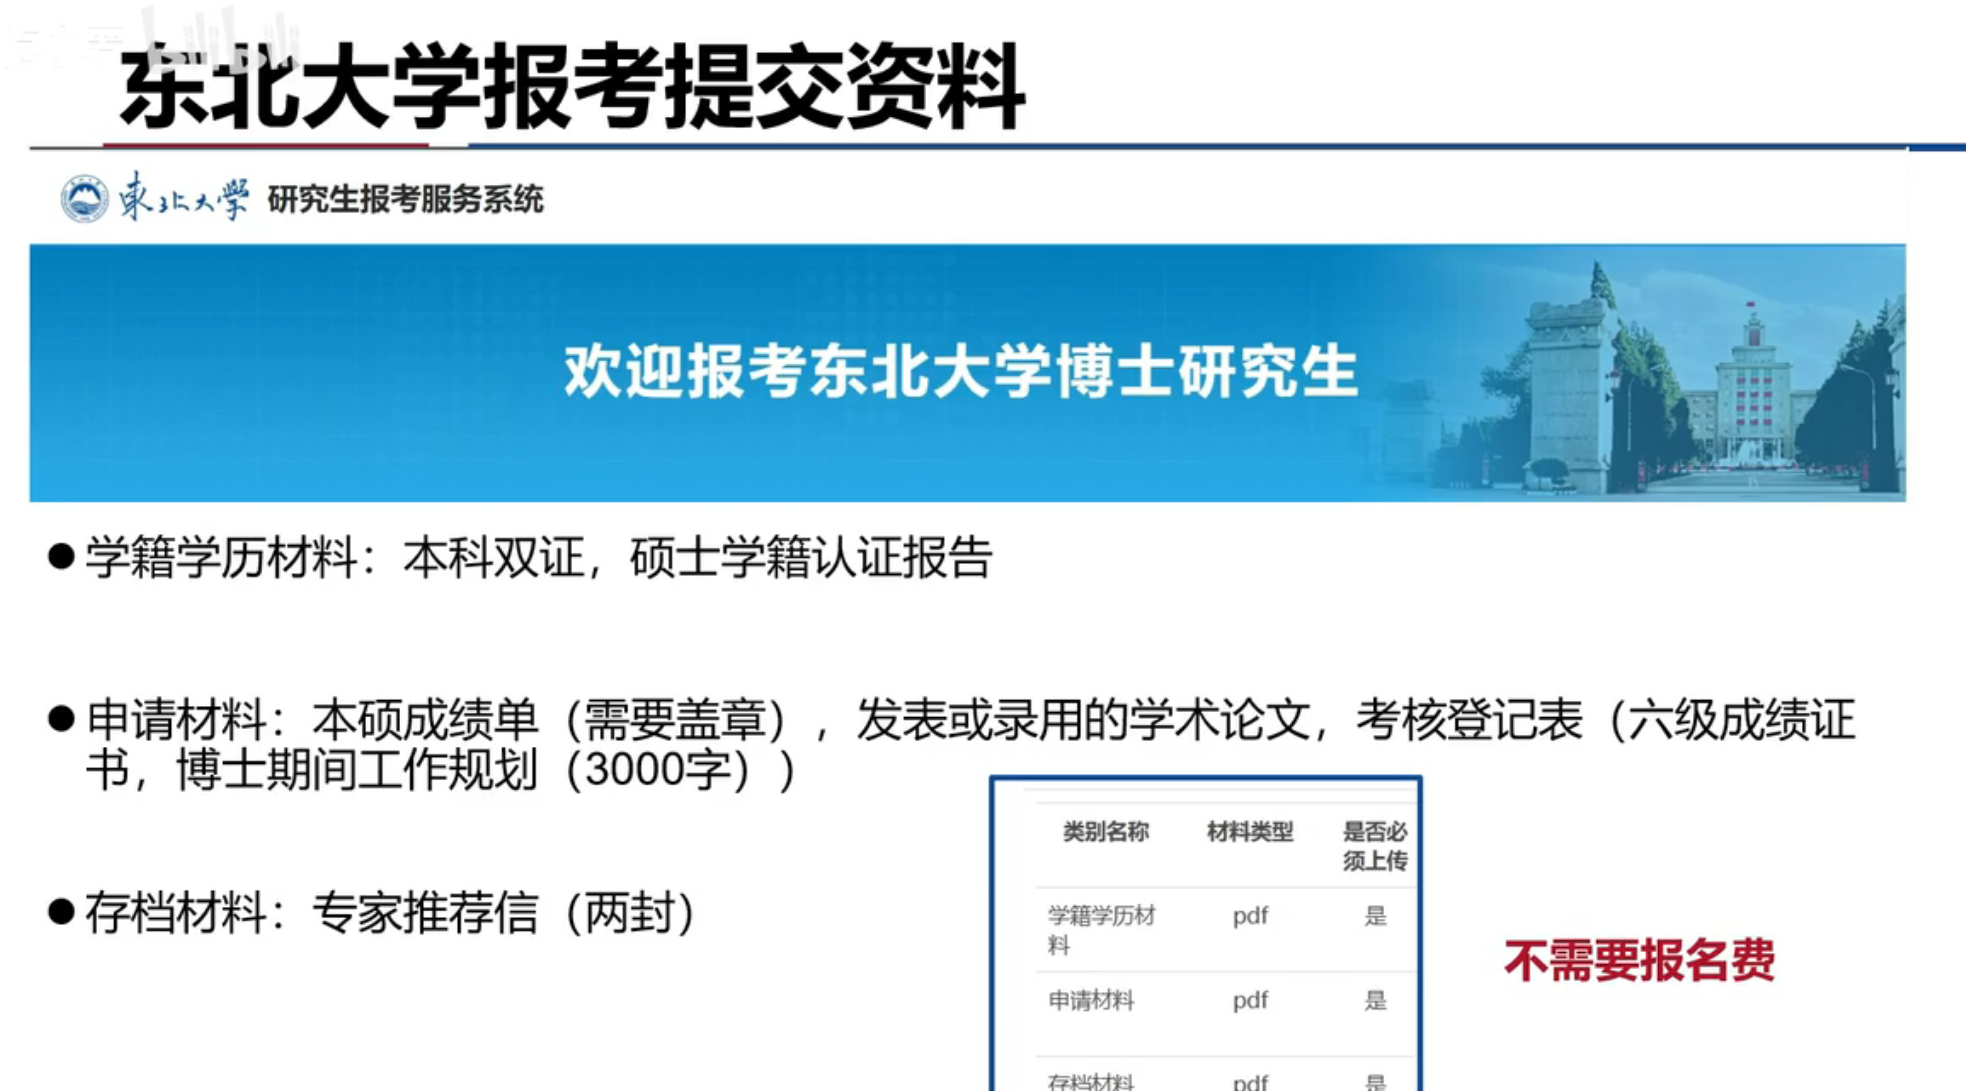 东北大学报考提交资料
東北大学 研究生报考服务系统
欢迎报考东北大学博士研究生
●学籍学历材料：本科双证，硕士学籍认证报告
●申请材料：本硕成绩单（需要盖章），发表或录用的学术论文，考核登记表（六级成绩证
书，博士期间工作规划（3000字））
●存档材料：专家推荐信（两封）
类别名称 材料类型 是否必
须上传
学籍学历材 pdf 是
料
申请材料 pdf 是
存档材料 pdf 是
不需要报名费